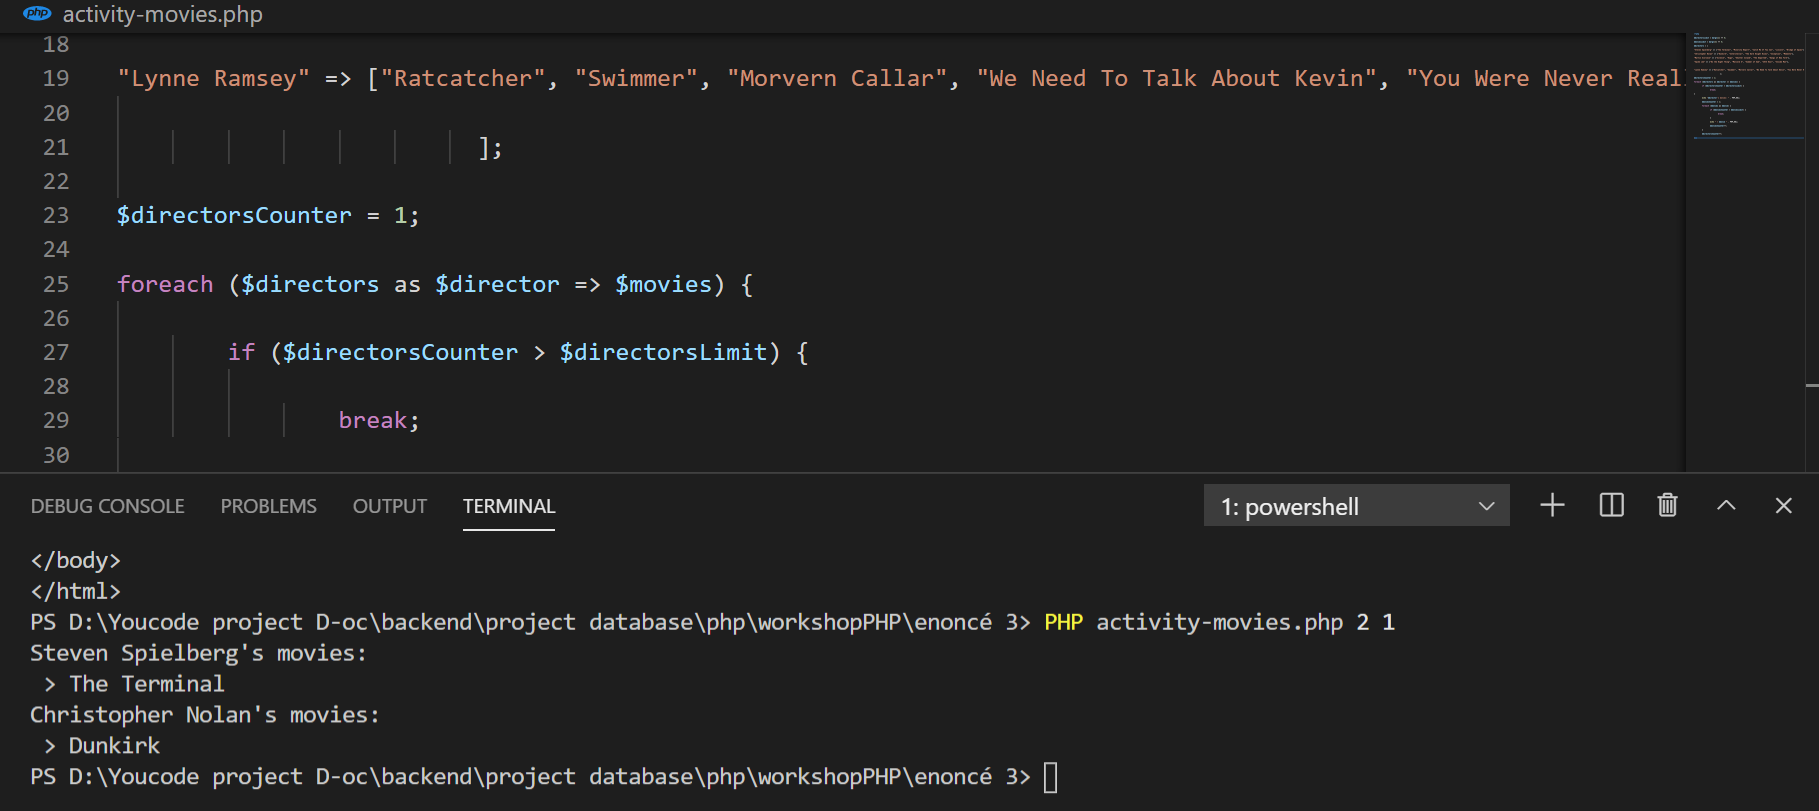 php activity-movies.php
18
19 "Lynne Ramsey" => ["Ratcatcher", "Swimmer", "Morvern Callar", "We Need To Talk About Kevin", "You Were Never Real
20
21 ];
22
23 $directorsCounter = 1;
24
25 foreach ($directors as $director => $movies) {
26
27 if ($directorsCounter > $directorsLimit) {
28
29 break;
30
DEBUG CONSOLE PROBLEMS OUTPUT TERMINAL 1: powershell
</body>
</html>
PS D:\Youcode project D-oc\backend\project database\php\workshopPHP\enoncé 3> PHP activity-movies.php 2 1
Steven Spielberg's movies:
> The Terminal
Christopher Nolan's movies:
> Dunkirk
PS D:\Youcode project D-oc\backend\project database\php\workshopPHP\enoncé 3>